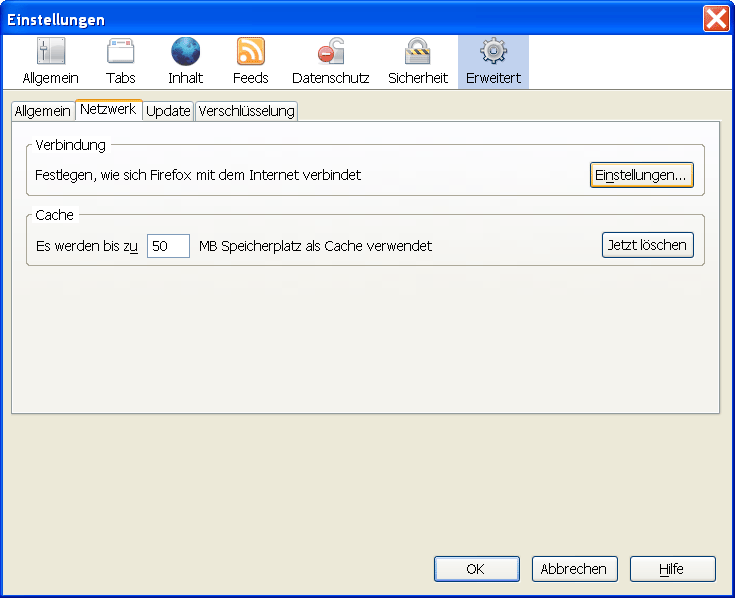 Einstellungen
Allgemein Tabs Inhalt Feeds Datenschutz Sicherheit Erweitert
Allgemein Netzwerk Update Verschlüsselung
Verbindung
Festlegen, wie sich Firefox mit dem Internet verbindet Einstellungen...
Cache
Es werden bis zu 50 MB Speicherplatz als Cache verwendet Jetzt löschen
OK Abbrechen Hilfe